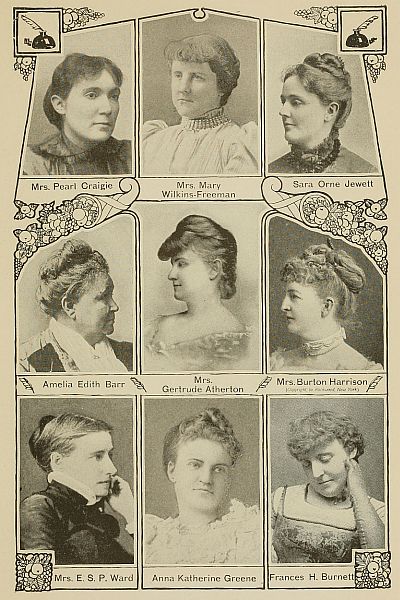 Mrs. Pearl Craigie
Mrs. Mary
Wilkins-Freeman
Sara Orne Jewett
Amelia Edith Barr
Mrs.
Gertrude Atherton
Mrs. Burton Harrison
Mrs. E. S. P. Ward
Anna Katherine Greene
Frances H. Burnett